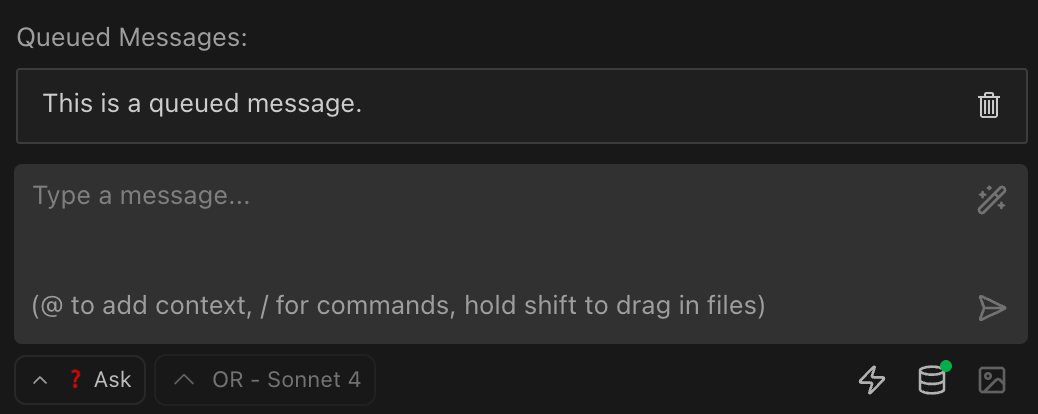 Queued Messages:
This is a queued message.
Type a message...
(@ to add context, / for commands, hold shift to drag in files)
❓ Ask
OR - Sonnet 4